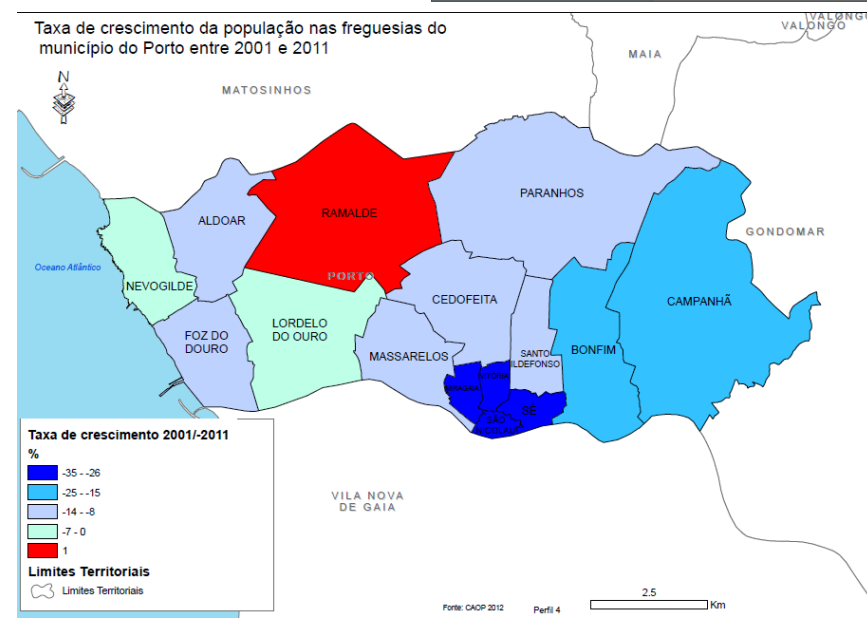 Taxa de crescimento da população nas freguesias do
município do Porto entre 2001 e 2011
N
VALONGO
VALONGO
MAIA
MATOSINHOS
PARANHOS
ALDOAR
RAMALDE
GONDOMAR
Oceano Atlântico
PORTO
NEVOGILDE
CEDOFEITA
CAMPANHÃ
LORDELO
DO OURO
FOZ DO
DOURO
MASSARELOS
SANTO
ILDEFONSO
BONFIM
SÉ
SÃO
NICOLAU
Taxa de crescimento 2001/-2011
%
-35 - -26
-25 - -15
-14 - -8
-7 - 0
1
Limites Territoriais
Limites Territoriais
VILA NOVA
DE GAIA
2.5
Km
Fonte: CAOP 2012
Perfil 4